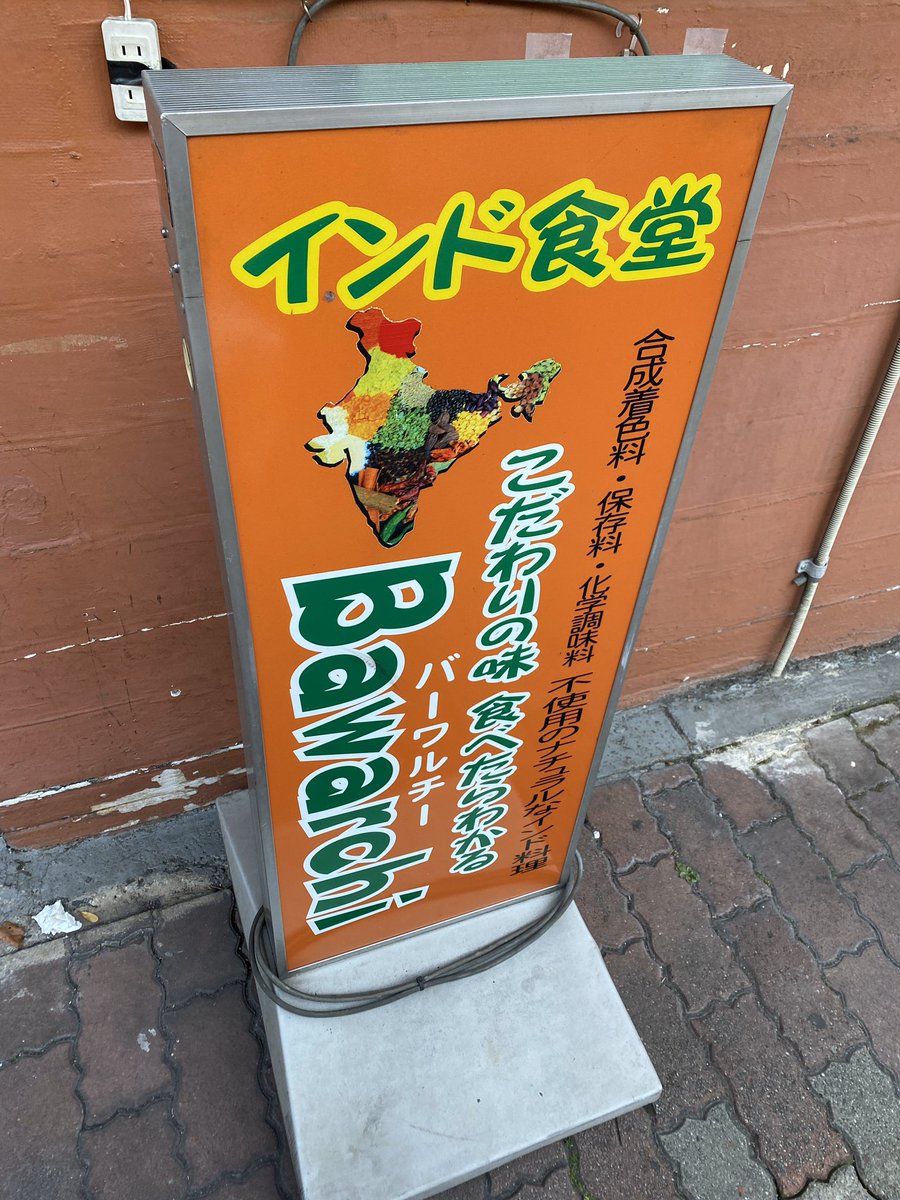 インド食堂
合成着色料・保存料・化学調味料 不使用のナチュラルなインド料理
こだわりの味 食べたらわかる
バーワルチー
Bawarchi